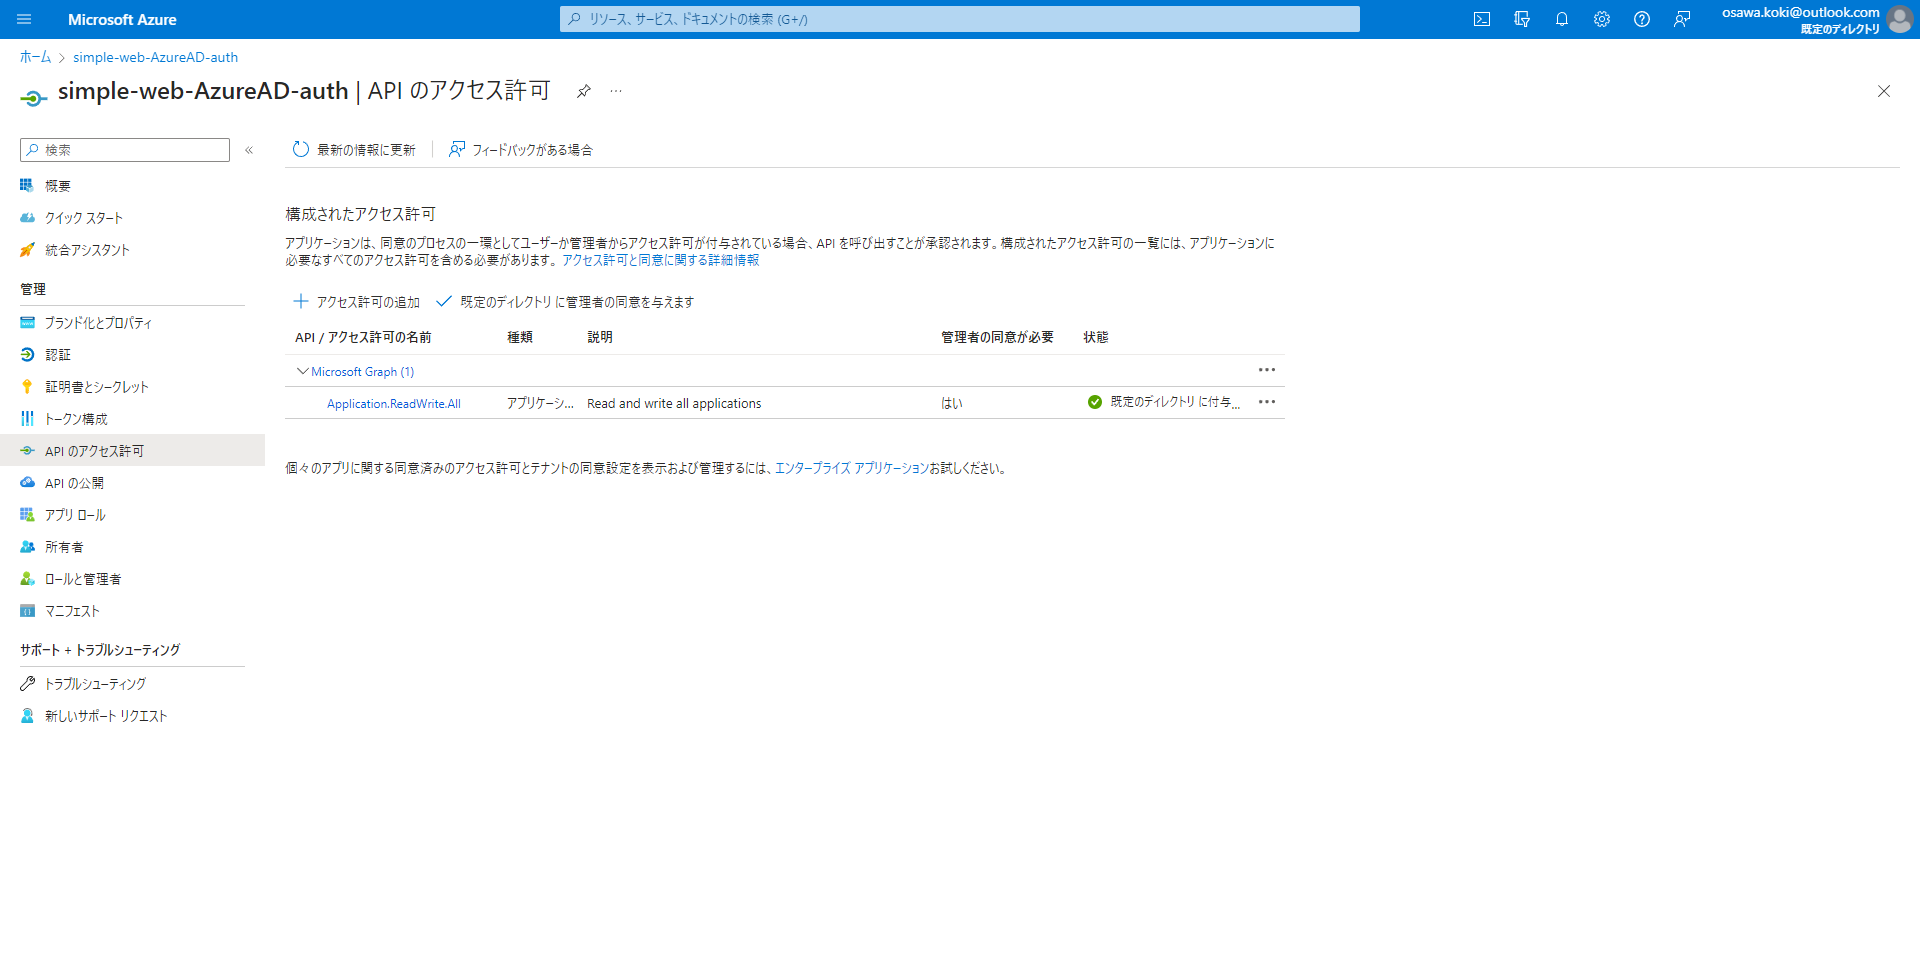 Microsoft Azure
リソース、サービス、ドキュメントの検索 (G+/)
osawa.koki@outlook.com
既定のディレクトリ
ホーム
simple-web-AzureAD-auth
simple-web-AzureAD-auth | API のアクセス許可
検索
最新の情報に更新
フィードバックがある場合
概要
クイック スタート
統合アシスタント
管理
ブランド化とプロパティ
認証
証明書とシークレット
トークン構成
API のアクセス許可
API の公開
アプリ ロール
所有者
ロールと管理者
マニフェスト
サポート + トラブルシューティング
トラブルシューティング
新しいサポート リクエスト
構成されたアクセス許可
アプリケーションは、同意のプロセスの一環としてユーザーか管理者からアクセス許可が付与されている場合、API を呼び出すことが承認されます。構成されたアクセス許可の一覧には、アプリケーションに
必要なすべてのアクセス許可を含める必要があります。 アクセス許可と同意に関する詳細情報
アクセス許可の追加
既定のディレクトリ に管理者の同意を与えます
API / アクセス許可の名前 種類 説明 管理者の同意が必要 状態
Microsoft Graph (1)
Application.ReadWrite.All アプリケーシ... Read and write all applications はい 既定のディレクトリ に付与...
個々のアプリに関する同意済みのアクセス許可とテナントの同意設定を表示および管理するには、エンタープライズ アプリケーションお試しください。